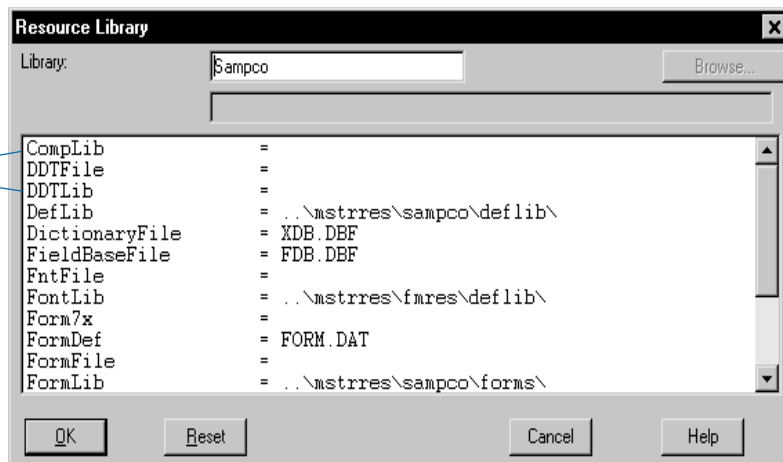 Resource Library
Library: Sampco Browse...
CompLib =
DDTFile =
DDTLib =
DefLib = ..\mstrres\sampco\deflib\
DictionaryFile = XDB.DBF
FieldBaseFile = FDB.DBF
FntFile =
FontLib = ..\mstrres\fmres\deflib\
Form7x =
FormDef = FORM.DAT
FormFile =
FormLib = ..\mstrres\sampco\forms\
OK Reset Cancel Help